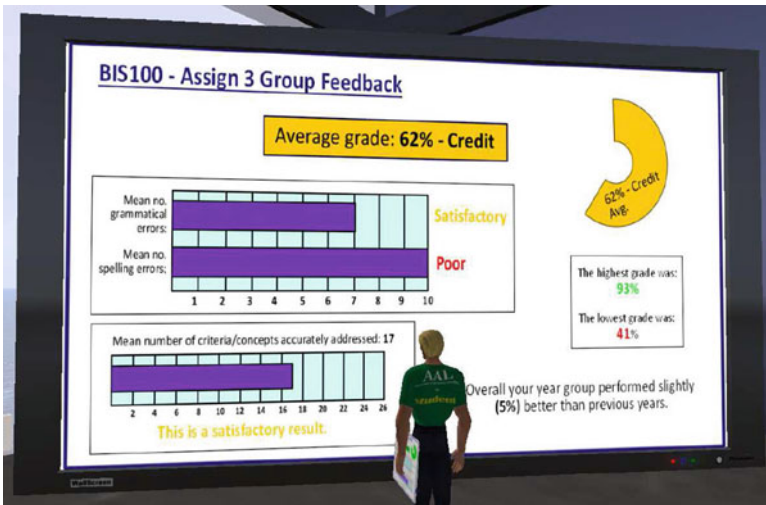 BIS100 - Assign 3 Group Feedback
Average grade: 62% - Credit
62% - Credit
Avg.
Mean no.
grammatical
errors:
Satisfactory
Mean no.
spelling errors:
Poor
1 2 3 4 5 6 7 8 9 10
The highest grade was:
93%
The lowest grade was:
41%
Mean number of criteria/concepts accurately addressed: 17
2 4 6 8 10 12 14 16 18 20 22 24 26
This is a satisfactory result.
Overall your year group performed slightly
(5%) better than previous years.
AAL
Student
WallScreen